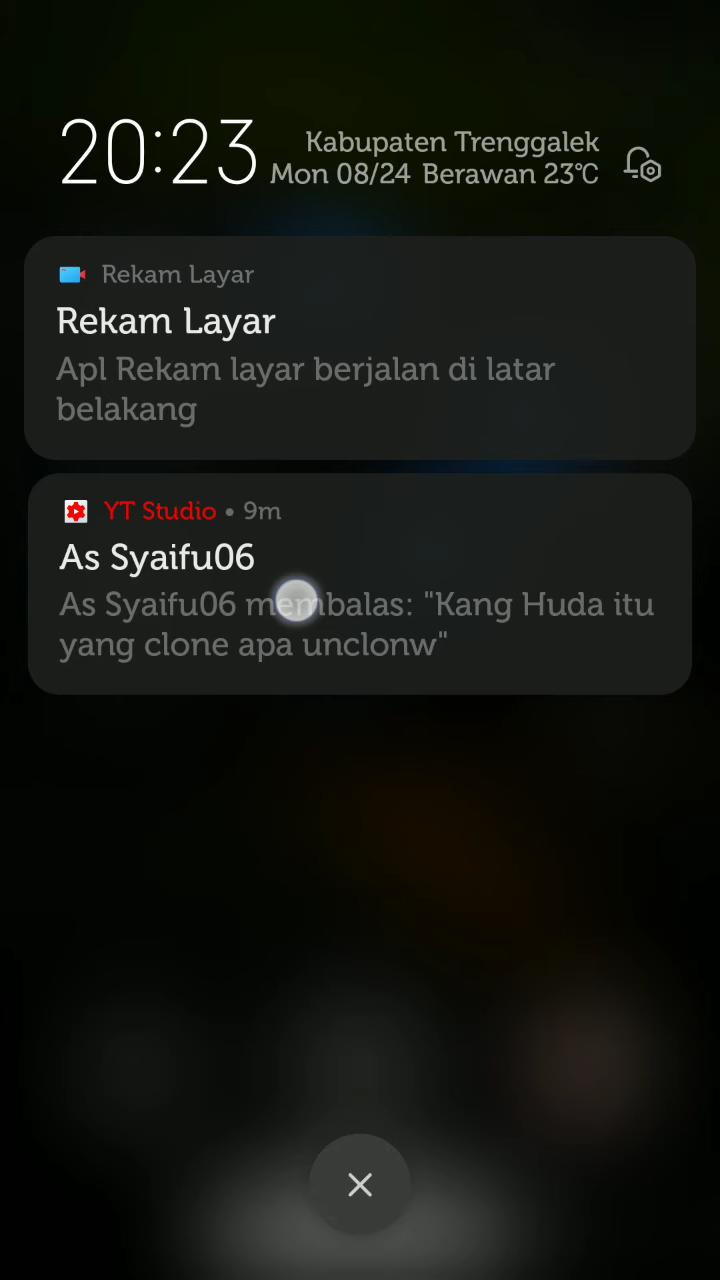 20:23
Kabupaten Trenggalek
Mon 08/24 Berawan 23°C
Rekam Layar
Rekam Layar
Apl Rekam layar berjalan di latar
belakang
YT Studio • 9m
As Syaifu06
As Syaifu06 membalas: "Kang Huda itu
yang clone apa unclonw"